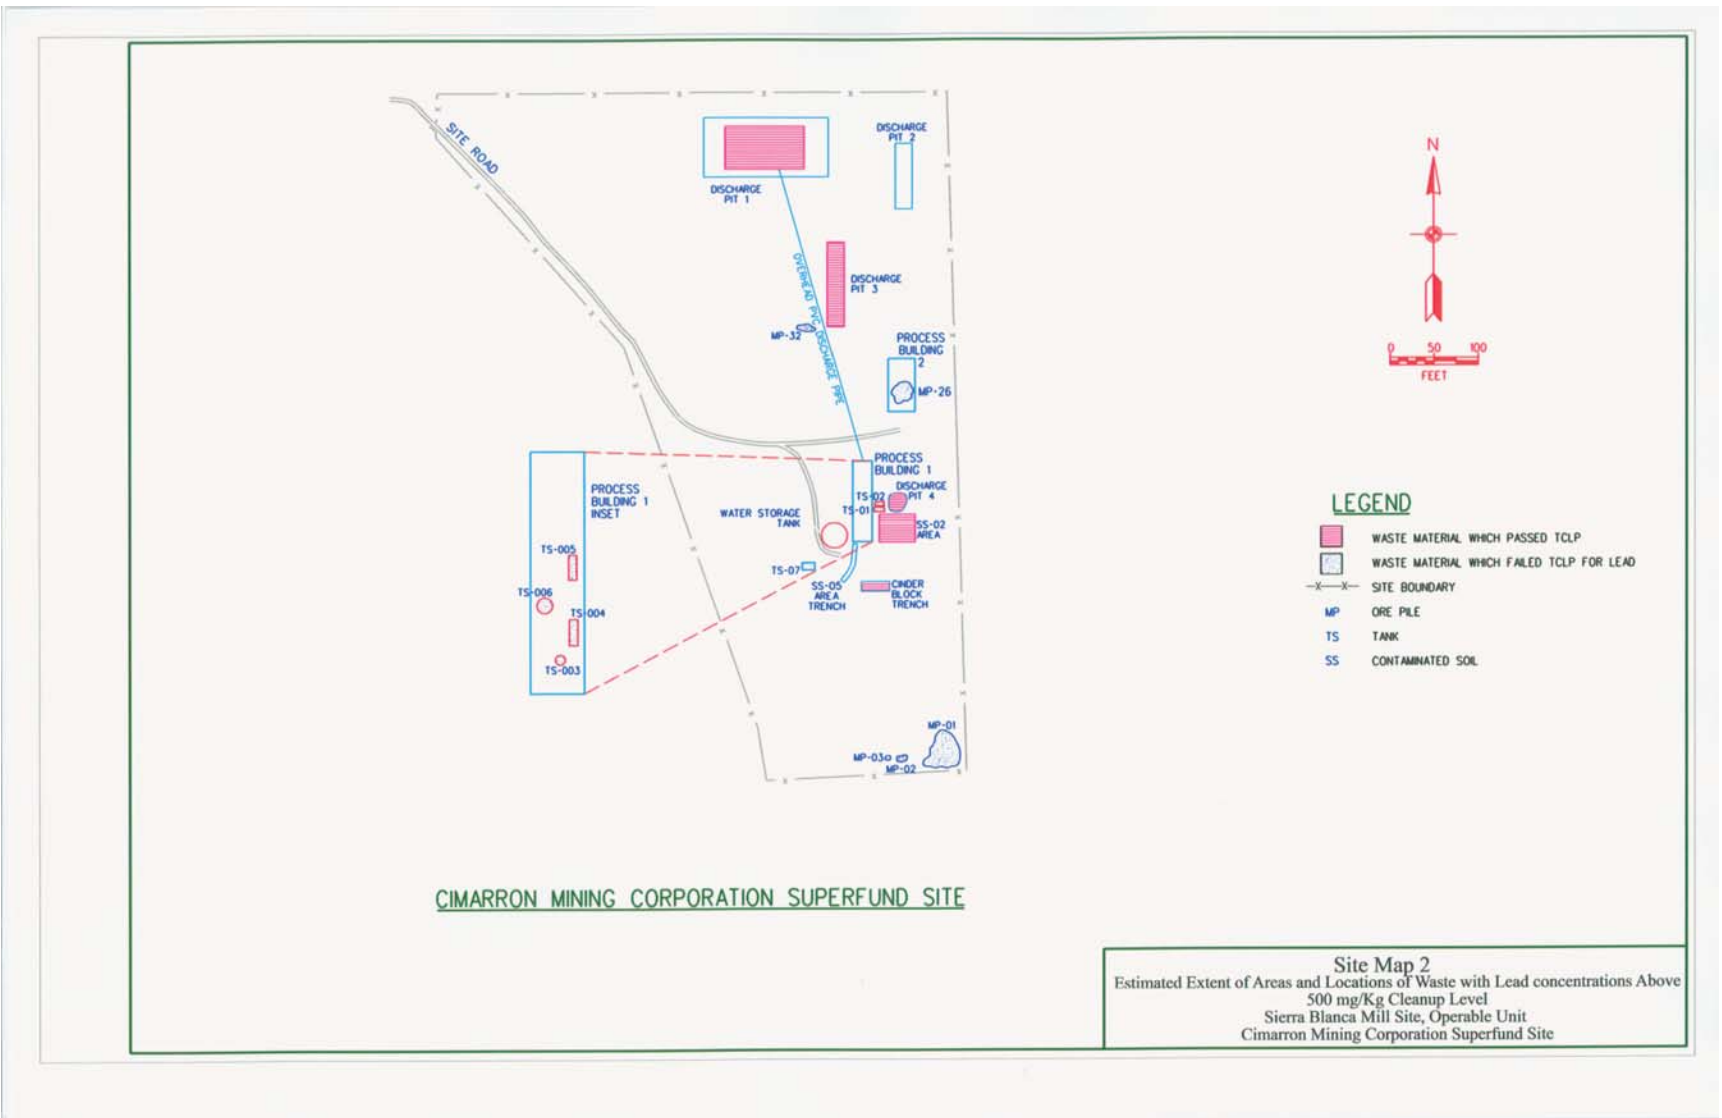 SITE ROAD
DISCHARGE
PIT 1
DISCHARGE
PIT 2
OVERHEAD PVC DISCHARGE PIPE
DISCHARGE
PIT 3
MP-32
PROCESS
BUILDING
2
MP-26
PROCESS
BUILDING 1
INSET
TS-005
TS-006
TS-004
TS-003
PROCESS
BUILDING 1
DISCHARGE
PIT 4
TS-02
TS-01
SS-02
AREA
WATER STORAGE
TANK
TS-07
SS-05
AREA
TRENCH
CINDER
BLOCK
TRENCH
MP-01
MP-03
MP-02
N
0 50 100
FEET
LEGEND
WASTE MATERIAL WHICH PASSED TCLP
WASTE MATERIAL WHICH FAILED TCLP FOR LEAD
—X——X— SITE BOUNDARY
MP ORE PILE
TS TANK
SS CONTAMINATED SOIL
CIMARRON MINING CORPORATION SUPERFUND SITE
Site Map 2
Estimated Extent of Areas and Locations of Waste with Lead concentrations Above
500 mg/Kg Cleanup Level
Sierra Blanca Mill Site, Operable Unit
Cimarron Mining Corporation Superfund Site